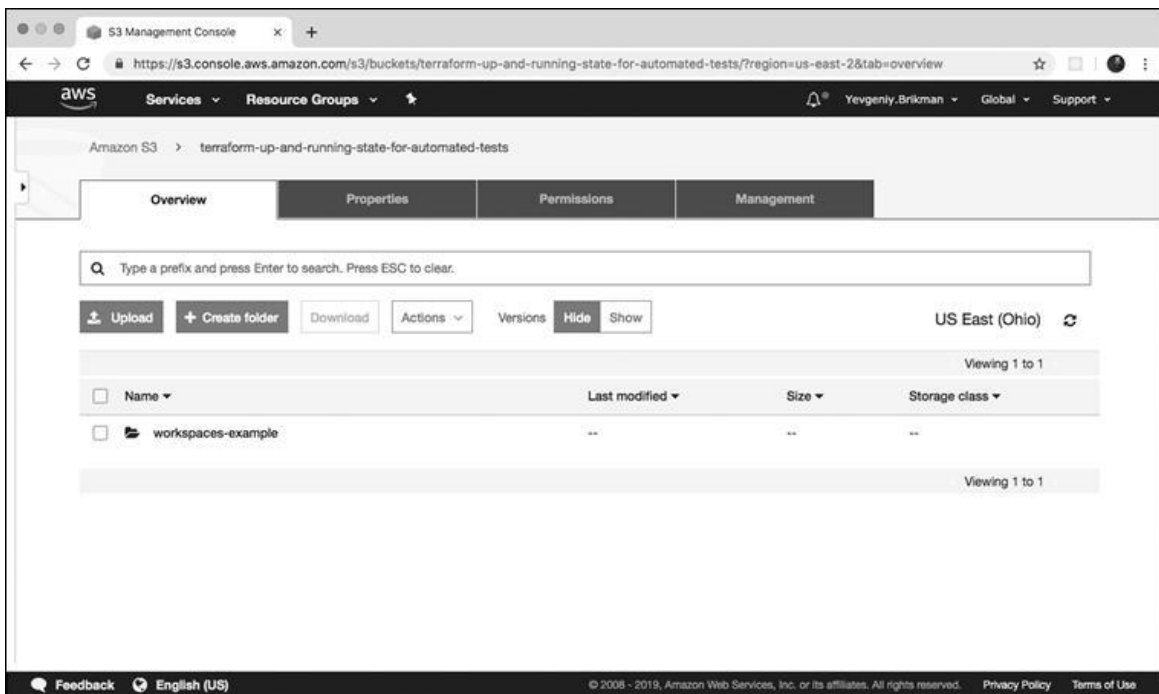 S3 Management Console × +
https://s3.console.aws.amazon.com/s3/buckets/terraform-up-and-running-state-for-automated-tests/?region=us-east-2&tab=overview
aws Services Resource Groups Yevgeniy.Brikman Global Support
Amazon S3 > terraform-up-and-running-state-for-automated-tests
Overview Properties Permissions Management
Type a prefix and press Enter to search. Press ESC to clear.
Upload + Create folder Download Actions Versions Hide Show US East (Ohio)
Viewing 1 to 1
Name Last modified Size Storage class
workspaces-example -- -- --
Viewing 1 to 1
Feedback English (US) © 2008 - 2019, Amazon Web Services, Inc. or its affiliates. All rights reserved. Privacy Policy Terms of Use